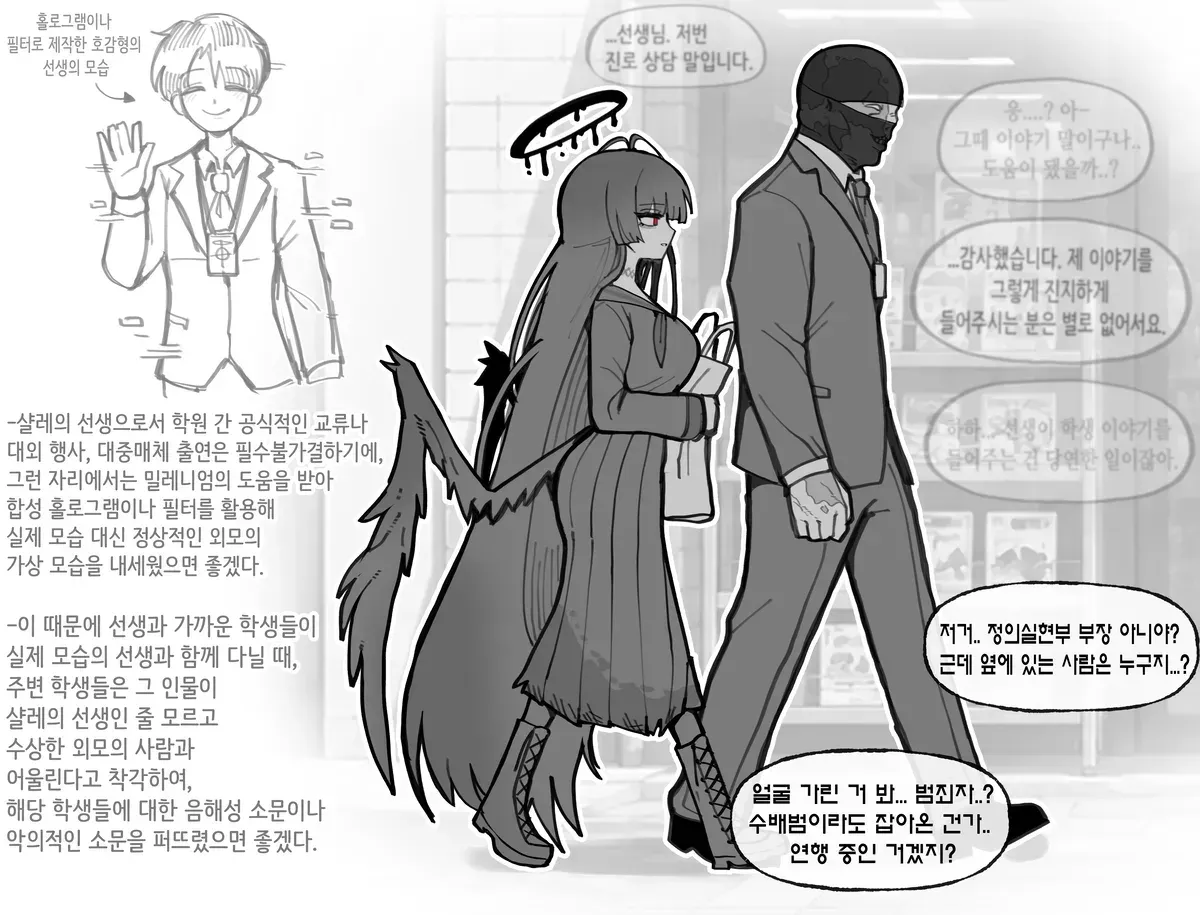 홀로그램이나
필터로 제작한 호감형의
선생의 모습
...선생님. 저번
진로 상담 말입니다.
응....? 아-
그때 이야기 말이구나..
도움이 됐을까..?
...감사했습니다. 제 이야기를
그렇게 진지하게
들어주시는 분은 별로 없어서요.
하하.... 선생이 학생 이야기를
들어주는 건 당연한 일이잖아.
-샬레의 선생으로서 학원 간 공식적인 교류나
대외 행사, 대중매체 출연은 필수불가결하기에,
그런 자리에서는 밀레니엄의 도움을 받아
합성 홀로그램이나 필터를 활용해
실제 모습 대신 정상적인 외모의
가상 모습을 내세웠으면 좋겠다.
-이 때문에 선생과 가까운 학생들이
실제 모습의 선생과 함께 다닐 때,
주변 학생들은 그 인물이
샬레의 선생인 줄 모르고
수상한 외모의 사람과
어울린다고 착각하여,
해당 학생들에 대한 음해성 소문이나
악의적인 소문을 퍼뜨렸으면 좋겠다.
저거.. 정의실현부 부장 아니야?
근데 옆에 있는 사람은 누구지...?
얼굴 가린 거 봐... 범죄자..?
수배범이라도 잡아온 건가..
연행 중인 거겠지?